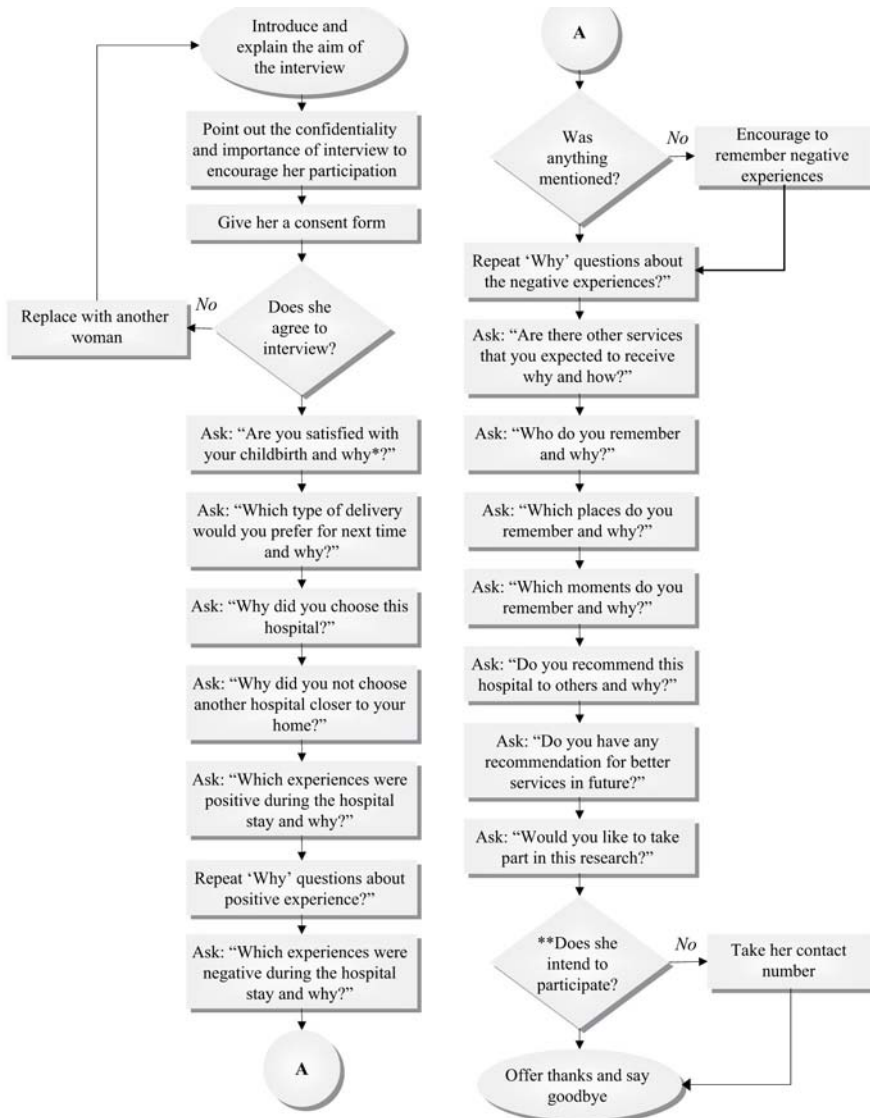 Introduce and
explain the aim of
the interview
Point out the confidentiality
and importance of interview to
encourage her participation
Give her a consent form
Does she
agree to
interview?
No
Replace with another
woman
Ask: “Are you satisfied with
your childbirth and why*?”
Ask: “Which type of delivery
would you prefer for next time
and why?”
Ask: “Why did you choose this
hospital?”
Ask: “Why did you not choose
another hospital closer to your
home?”
Ask: “Which experiences were
positive during the hospital
stay and why?”
Repeat ‘Why’ questions about
positive experience?”
Ask: “Which experiences were
negative during the hospital
stay and why?”
A
A
Was
anything
mentioned?
No
Encourage to
remember negative
experiences
Repeat ‘Why’ questions about
the negative experiences?”
Ask: “Are there other services
that you expected to receive
why and how?”
Ask: “Who do you remember
and why?”
Ask: “Which places do you
remember and why?”
Ask: “Which moments do you
remember and why?”
Ask: “Do you recommend this
hospital to others and why?”
Ask: “Do you have any
recommendation for better
services in future?”
Ask: “Would you like to take
part in this research?”
**Does she
intend to
participate?
No
Take her contact
number
Offer thanks and say
goodbye